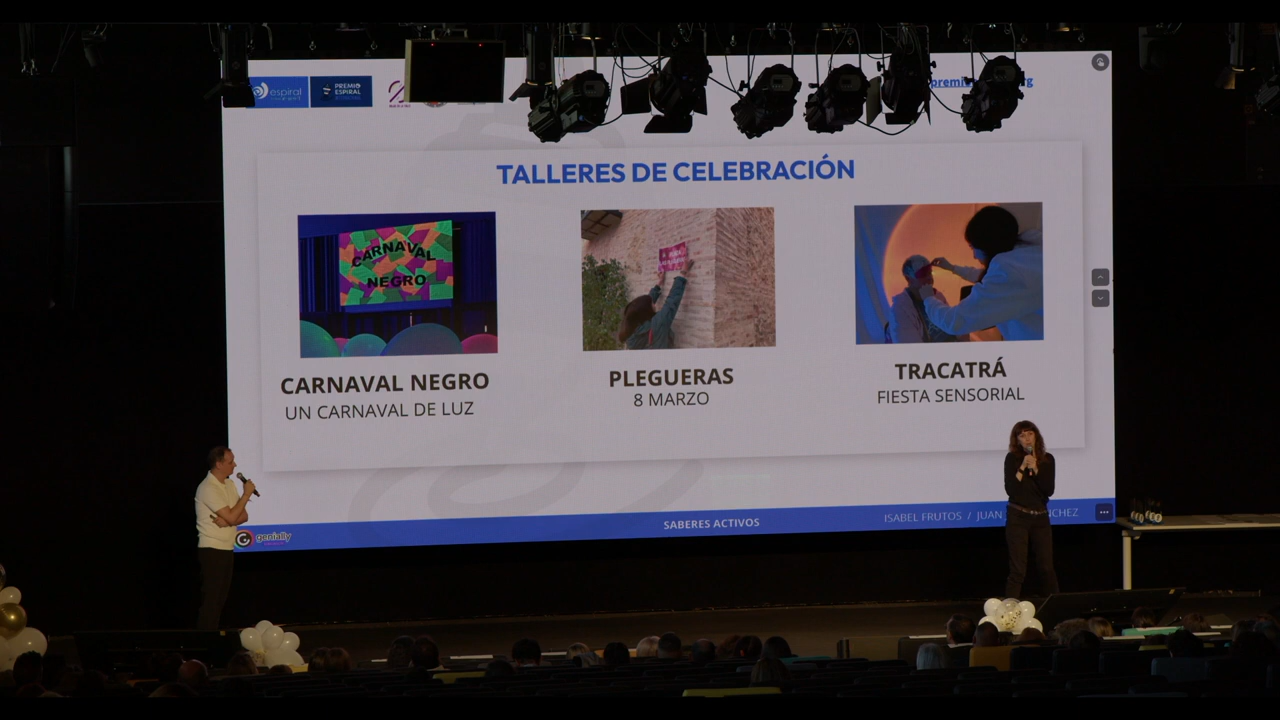 espiral
PREMIO
ESPIRAL
TALLERES DE CELEBRACIÓN
CARNAVAL
NEGRO
CARNAVAL NEGRO
UN CARNAVAL DE LUZ
PLEGUERAS
8 MARZO
TRACATRÁ
FIESTA SENSORIAL
genially
SABERES ACTIVOS
ISABEL FRUTOS / JUAN